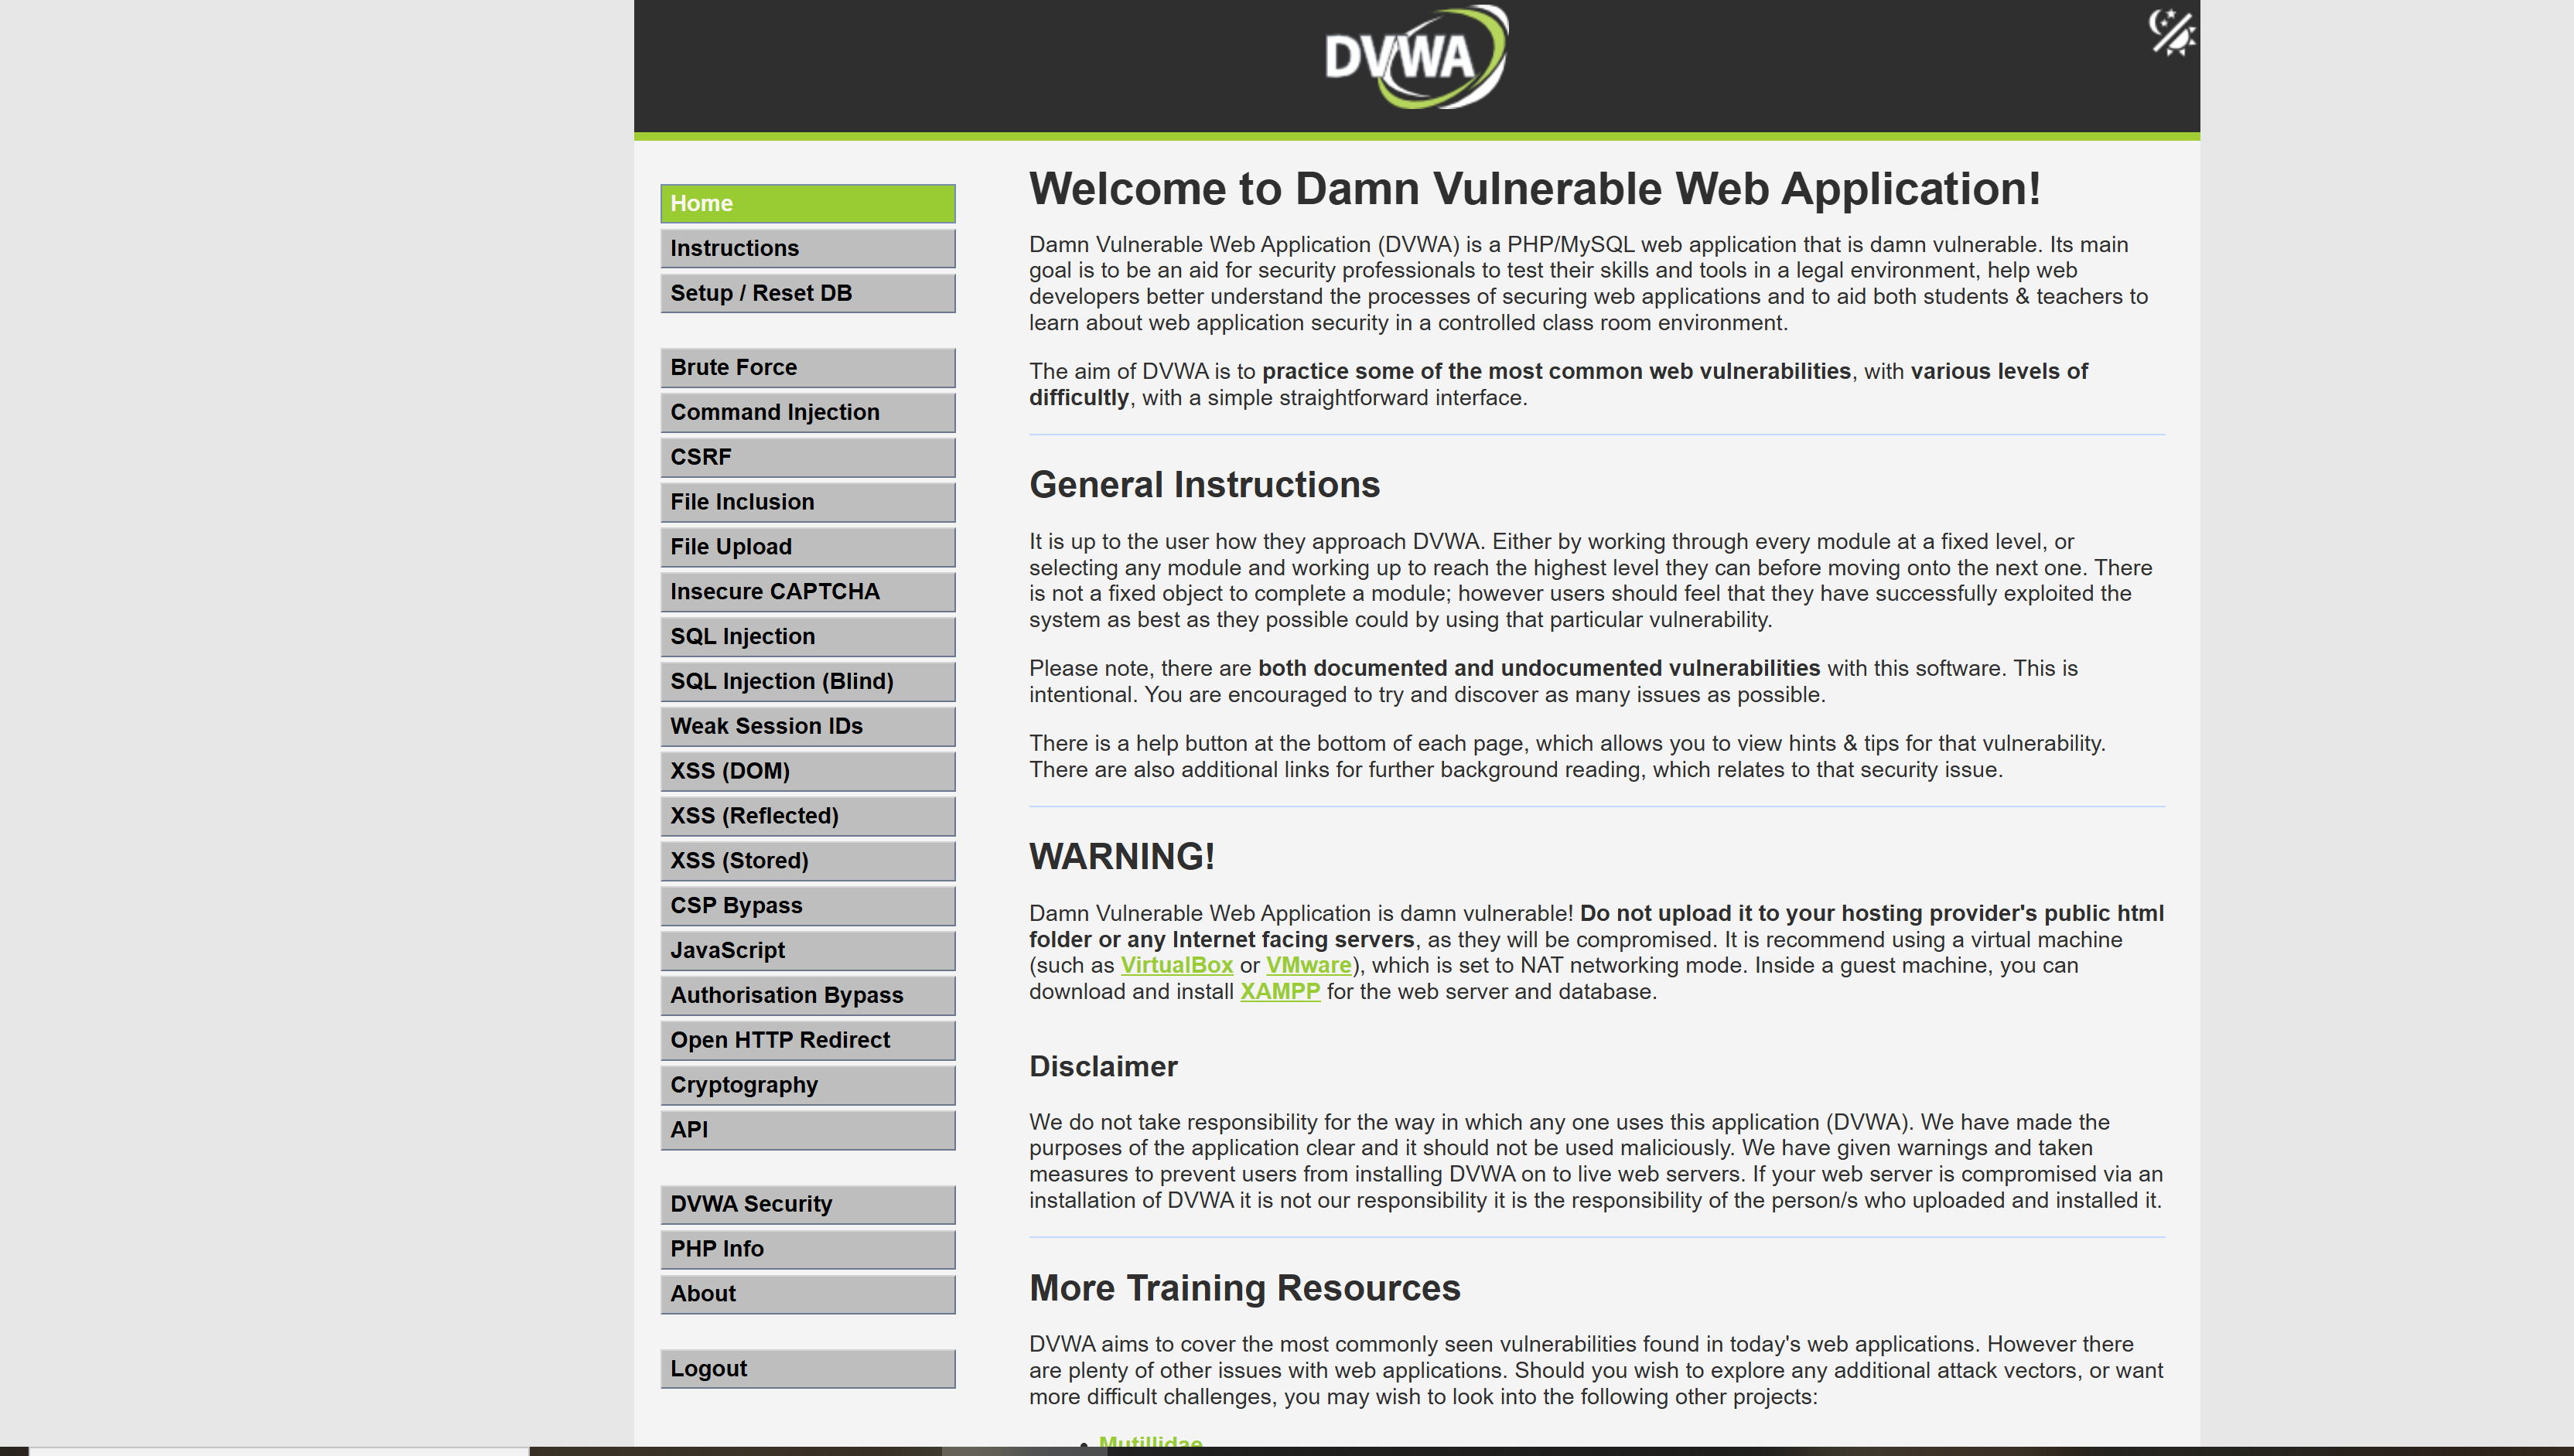 DVWA
Home
Instructions
Setup / Reset DB
Brute Force
Command Injection
CSRF
File Inclusion
File Upload
Insecure CAPTCHA
SQL Injection
SQL Injection (Blind)
Weak Session IDs
XSS (DOM)
XSS (Reflected)
XSS (Stored)
CSP Bypass
JavaScript
Authorisation Bypass
Open HTTP Redirect
Cryptography
API
DVWA Security
PHP Info
About
Logout
Welcome to Damn Vulnerable Web Application!
Damn Vulnerable Web Application (DVWA) is a PHP/MySQL web application that is damn vulnerable. Its main
goal is to be an aid for security professionals to test their skills and tools in a legal environment, help web
developers better understand the processes of securing web applications and to aid both students & teachers to
learn about web application security in a controlled class room environment.
The aim of DVWA is to practice some of the most common web vulnerabilities, with various levels of
difficultly, with a simple straightforward interface.
General Instructions
It is up to the user how they approach DVWA. Either by working through every module at a fixed level, or
selecting any module and working up to reach the highest level they can before moving onto the next one. There
is not a fixed object to complete a module; however users should feel that they have successfully exploited the
system as best as they possible could by using that particular vulnerability.
Please note, there are both documented and undocumented vulnerabilities with this software. This is
intentional. You are encouraged to try and discover as many issues as possible.
There is a help button at the bottom of each page, which allows you to view hints & tips for that vulnerability.
There are also additional links for further background reading, which relates to that security issue.
WARNING!
Damn Vulnerable Web Application is damn vulnerable! Do not upload it to your hosting provider's public html
folder or any Internet facing servers, as they will be compromised. It is recommend using a virtual machine
(such as VirtualBox or VMware), which is set to NAT networking mode. Inside a guest machine, you can
download and install XAMPP for the web server and database.
Disclaimer
We do not take responsibility for the way in which any one uses this application (DVWA). We have made the
purposes of the application clear and it should not be used maliciously. We have given warnings and taken
measures to prevent users from installing DVWA on to live web servers. If your web server is compromised via an
installation of DVWA it is not our responsibility it is the responsibility of the person/s who uploaded and installed it.
More Training Resources
DVWA aims to cover the most commonly seen vulnerabilities found in today's web applications. However there
are plenty of other issues with web applications. Should you wish to explore any additional attack vectors, or want
more difficult challenges, you may wish to look into the following other projects:
• Mutillidae